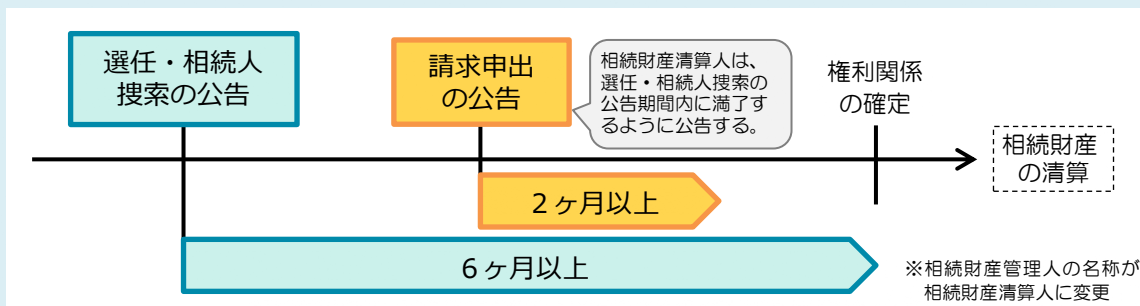 選任・相続人
捜索の公告
請求申出
の公告
相続財産清算人は、
選任・相続人捜索の
公告期間内に満了す
るように公告する。
権利関係
の確定
相続財産
の清算
２ヶ月以上
６ヶ月以上
※相続財産管理人の名称が
相続財産清算人に変更